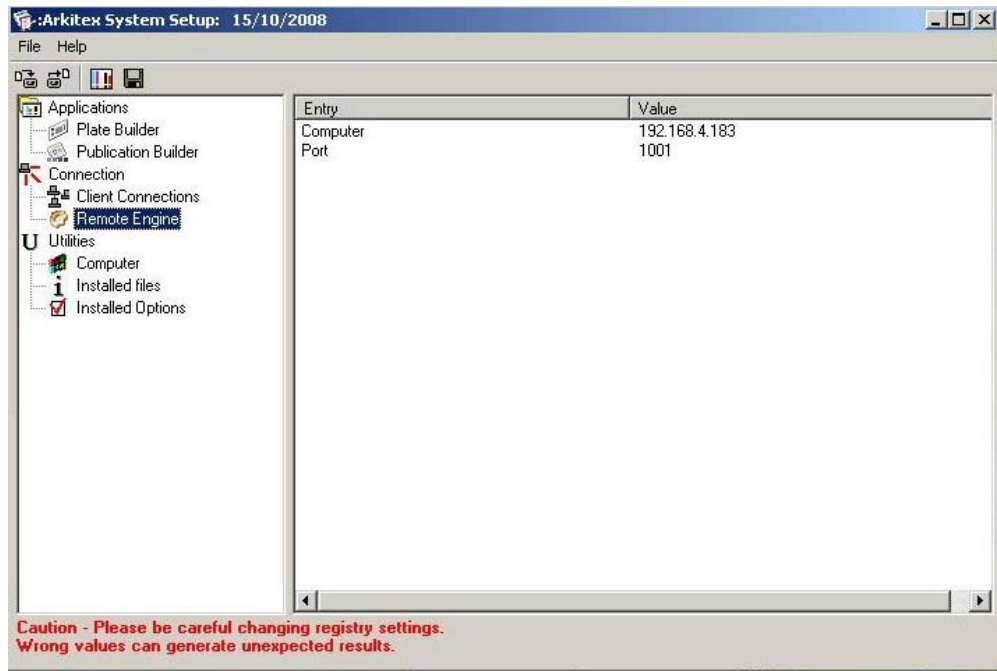 :Arkitex System Setup: 15/10/2008
File Help
Applications
Plate Builder
Publication Builder
Connection
Client Connections
Remote Engine
U Utilities
Computer
Installed files
Installed Options
Entry Value
Computer 192.168.4.183
Port 1001
Caution - Please be careful changing registry settings.
Wrong values can generate unexpected results.